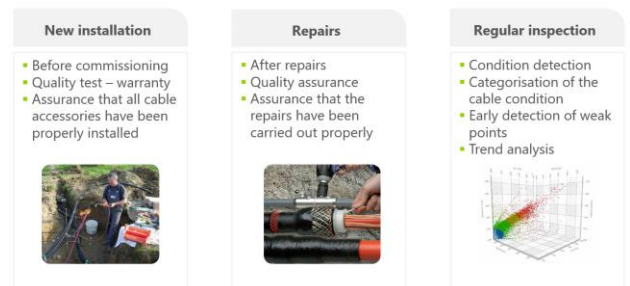 New installation
Before commissioning
Quality test – warranty
Assurance that all cable
accessories have been
properly installed
Repairs
After repairs
Quality assurance
Assurance that the
repairs have been
carried out properly
Regular inspection
Condition detection
Categorisation of the
cable condition
Early detection of weak
points
Trend analysis